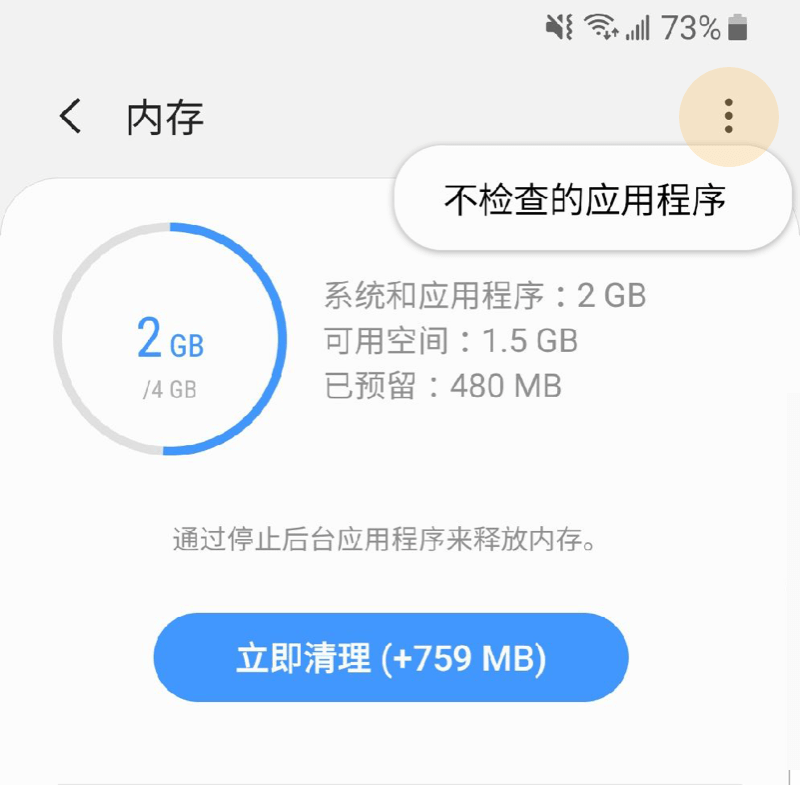 73%
内存
不检查的应用程序
系统和应用程序：2 GB
可用空间：1.5 GB
已预留：480 MB
2 GB
/4 GB
通过停止后台应用程序来释放内存。
立即清理 (+759 MB)